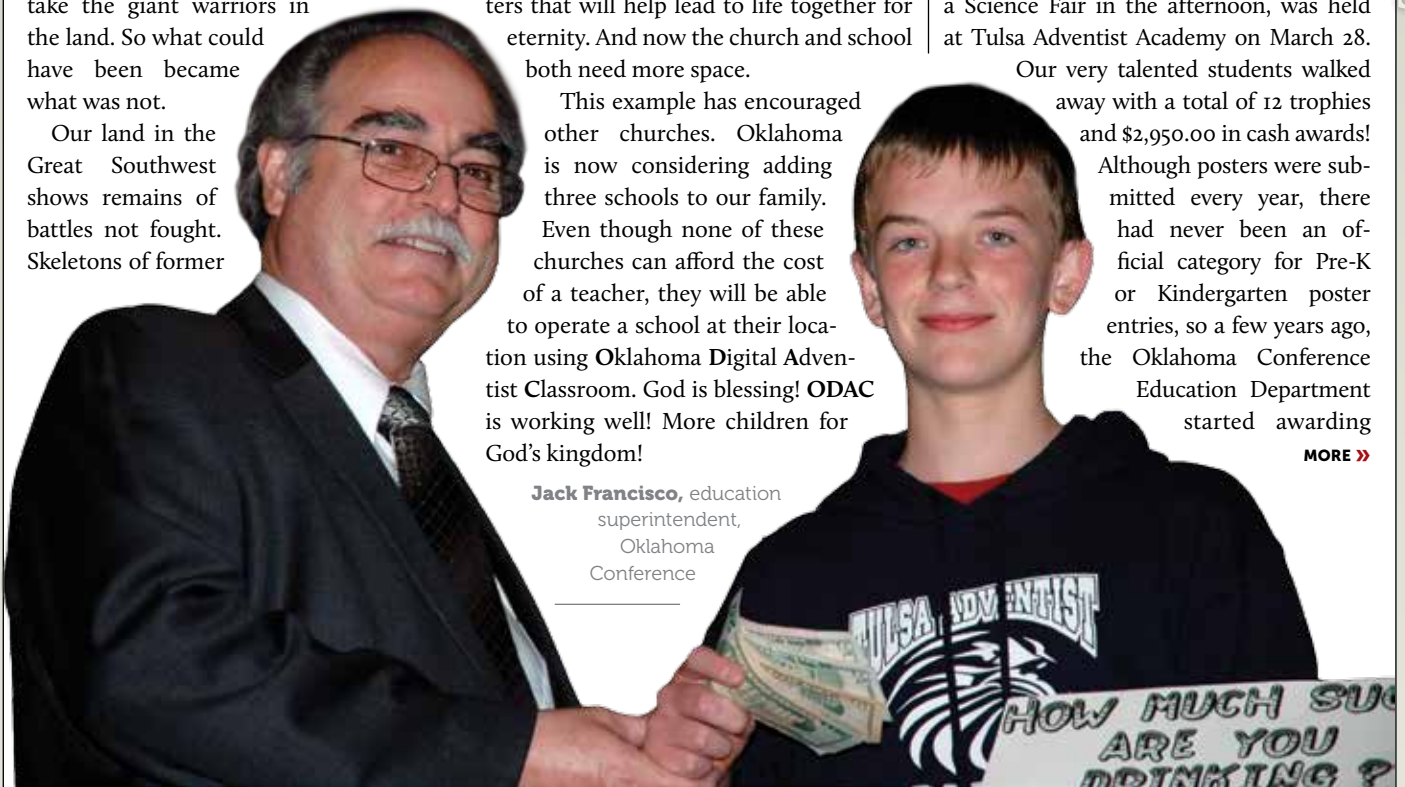 take the giant warriors in
the land. So what could
have been became
what was not.
Our land in the
Great Southwest
shows remains of
battles not fought.
Skeletons of former
ters that will help lead to life together for
eternity. And now the church and school
both need more space.
This example has encouraged
other churches. Oklahoma
is now considering adding
three schools to our family.
Even though none of these
churches can afford the cost
of a teacher, they will be able
to operate a school at their loca-
tion using Oklahoma Digital Adven-
tist Classroom. God is blessing! ODAC
is working well! More children for
God's kingdom!
Jack Francisco, education
superintendent,
Oklahoma
Conference
a Science Fair in the afternoon, was held
at Tulsa Adventist Academy on March 28.
Our very talented students walked
away with a total of 12 trophies
and $2,950.00 in cash awards!
Although posters were sub-
mitted every year, there
had never been an of-
ficial category for Pre-K
or Kindergarten poster
entries, so a few years ago,
the Oklahoma Conference
Education Department
started awarding
MORE »
TULSA ADVENTIST
HOW MUCH SUG
ARE YOU
DRINKING ?